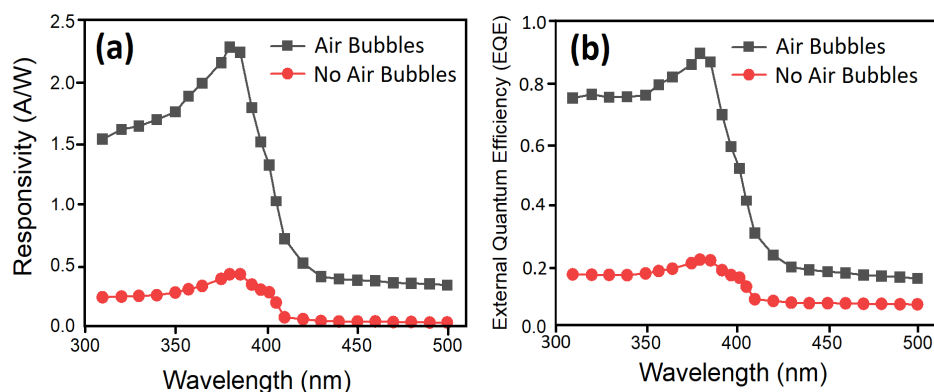 (a)
Air Bubbles
No Air Bubbles
Responsivity (A/W)
2.5
2.0
1.5
1.0
0.5
0.0
300
350
400
450
500
Wavelength (nm)
(b)
Air Bubbles
No Air Bubbles
External Quantum Efficiency (EQE)
1.0
0.8
0.6
0.4
0.2
0.0
300
350
400
450
500
Wavelength (nm)